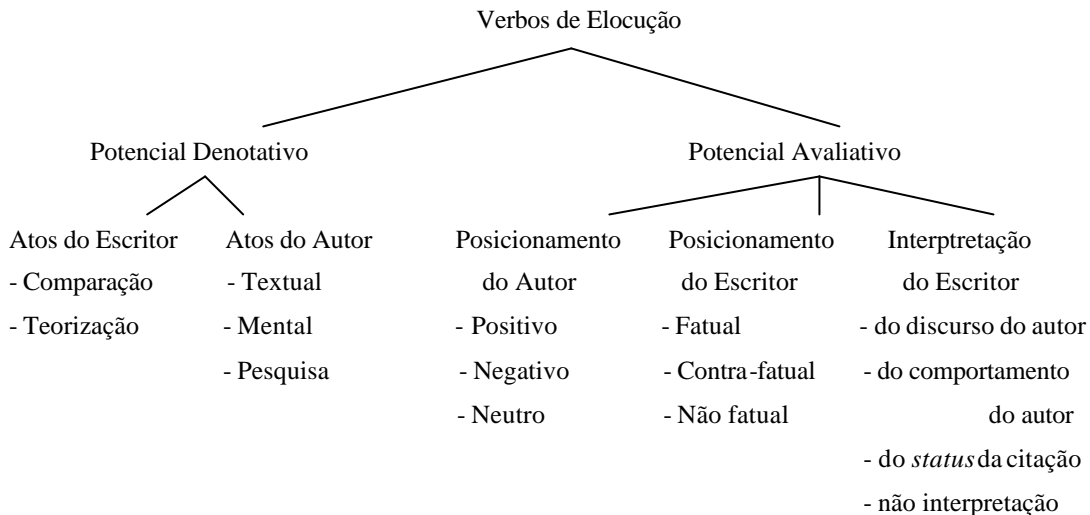 Verbos de Elocução
Potencial Denotativo
Potencial Avaliativo
Atos do Escritor
- Comparação
- Teorização
Atos do Autor
- Textual
- Mental
- Pesquisa
Posicionamento
do Autor
- Positivo
- Negativo
- Neutro
Posicionamento
do Escritor
- Fatual
- Contra-fatual
- Não fatual
Interptretação
do Escritor
- do discurso do autor
- do comportamento
do autor
- do status da citação
- não interpretação